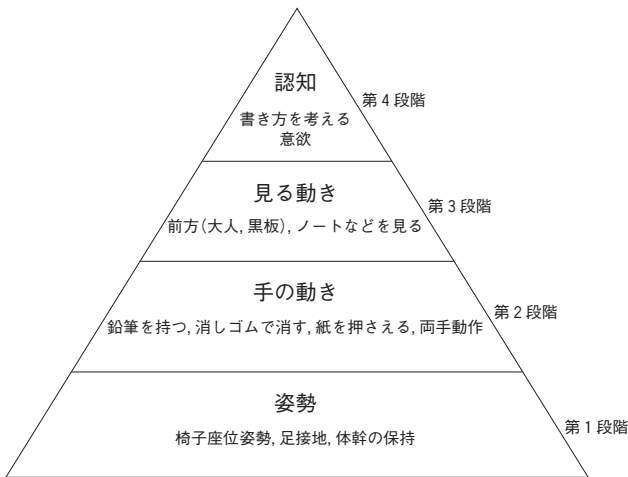 認知
第4段階
書き方を考える
意欲
見る動き
第3段階
前方(大人, 黒板), ノートなどを見る
手の動き
第2段階
鉛筆を持つ, 消しゴムで消す, 紙を押さえる, 両手動作
姿勢
第1段階
椅子座位姿勢, 足接地, 体幹の保持